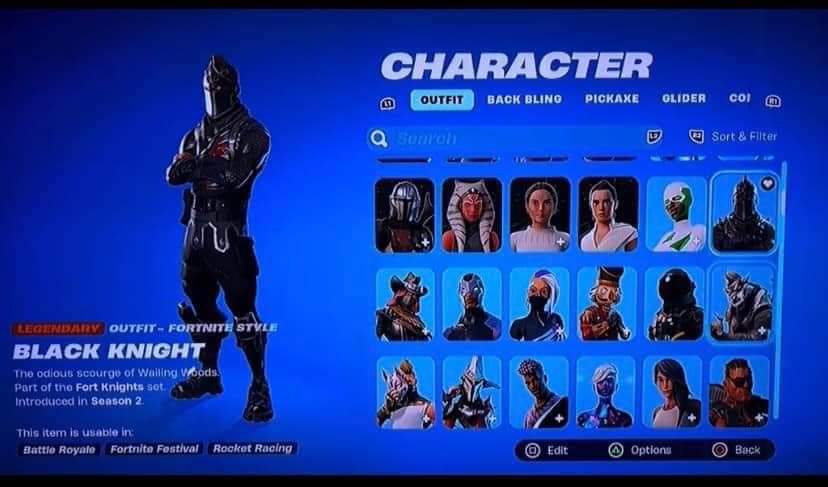 CHARACTER
L1 OUTFIT BACK BLING PICKAXE GLIDER R1
Search L2 R2 Sort & Filter
LEGENDARY OUTFIT - FORTNITE STYLE
BLACK KNIGHT
The odious scourge of Wailing Woods.
Part of the Fort Knights set.
Introduced in Season 2.
This item is usable in:
Battle Royale Fortnite Festival Rocket Racing
Edit Options Back